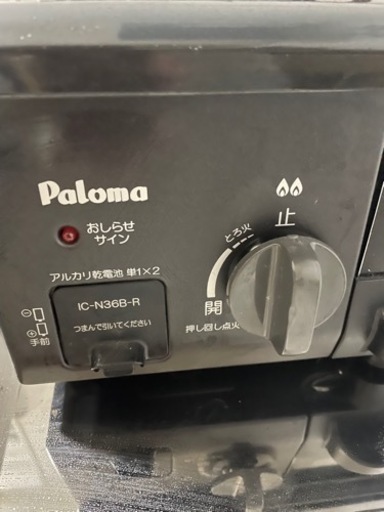 Paloma
おしらせ
サイン
アルカリ乾電池 単1×2
IC-N36B-R
つまんで引いてください
⊖
⊕
手前
止
とろ火
開
押し回し点火